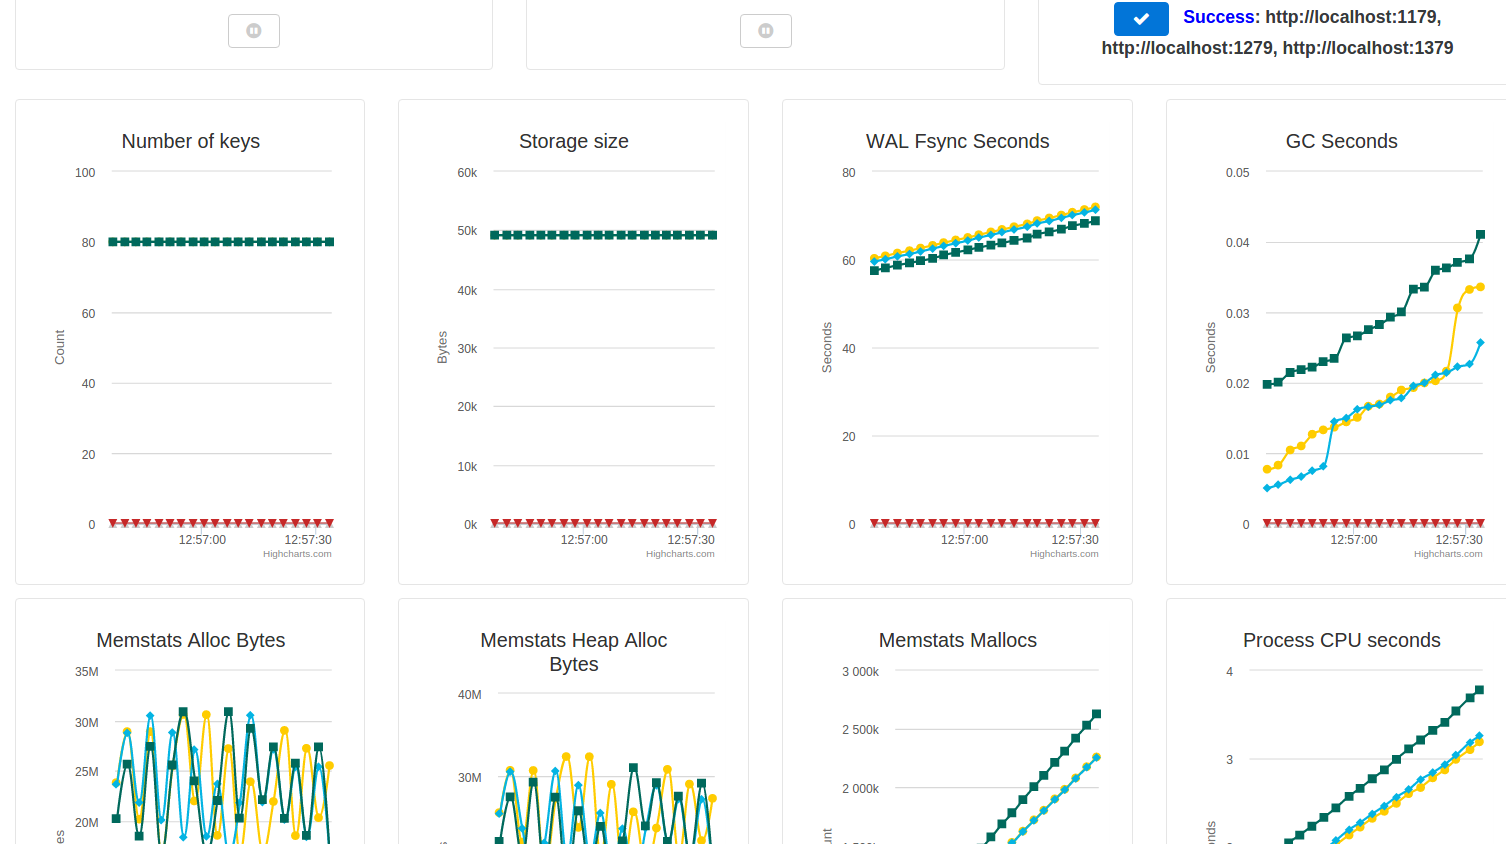 Success: http://localhost:1179,
http://localhost:1279, http://localhost:1379
Number of keys
100
80
60
40
20
0
Count
12:57:00
12:57:30
Highcharts.com
Storage size
60k
50k
40k
30k
20k
10k
0k
Bytes
12:57:00
12:57:30
Highcharts.com
WAL Fsync Seconds
80
60
40
20
0
Seconds
12:57:00
12:57:30
Highcharts.com
GC Seconds
0.05
0.04
0.03
0.02
0.01
0
Seconds
12:57:00
12:57:30
Highcharts.com
Memstats Alloc Bytes
35M
30M
25M
20M
Memstats Heap Alloc
Bytes
40M
30M
Memstats Mallocs
3 000k
2 500k
2 000k
Process CPU seconds
4
3